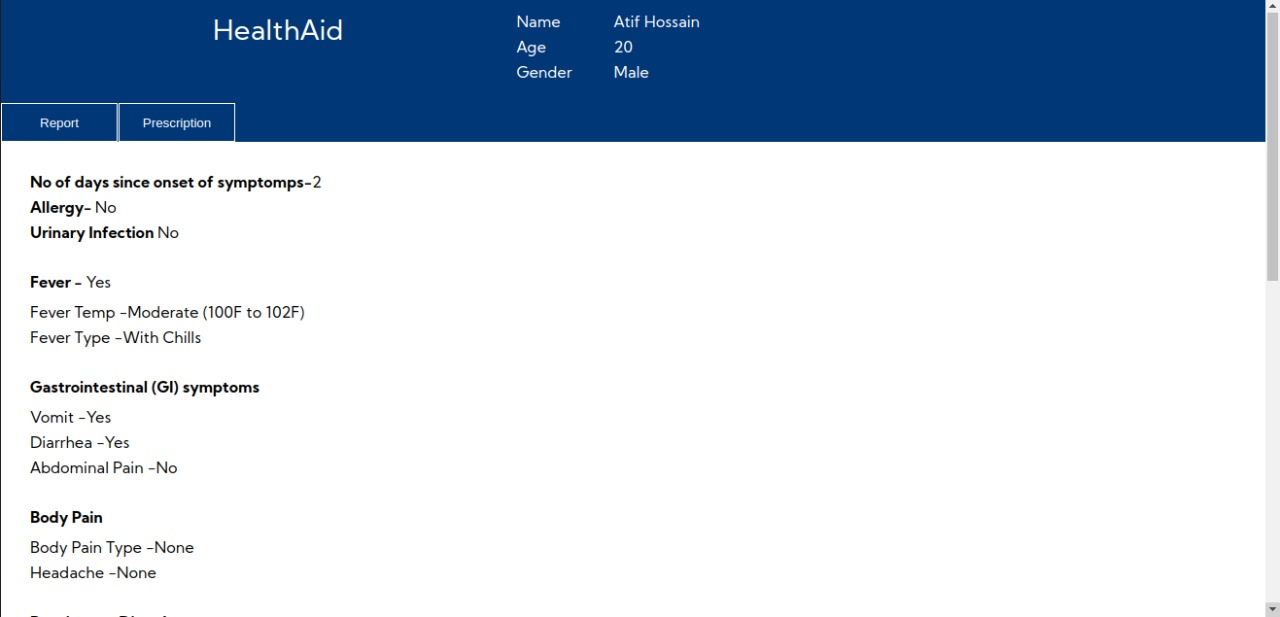 HealthAid
Name Atif Hossain
Age 20
Gender Male
Report Prescription
No of days since onset of symptomps-2
Allergy- No
Urinary Infection No
Fever - Yes
Fever Temp -Moderate (100F to 102F)
Fever Type -With Chills
Gastrointestinal (GI) symptoms
Vomit -Yes
Diarrhea -Yes
Abdominal Pain -No
Body Pain
Body Pain Type -None
Headache -None